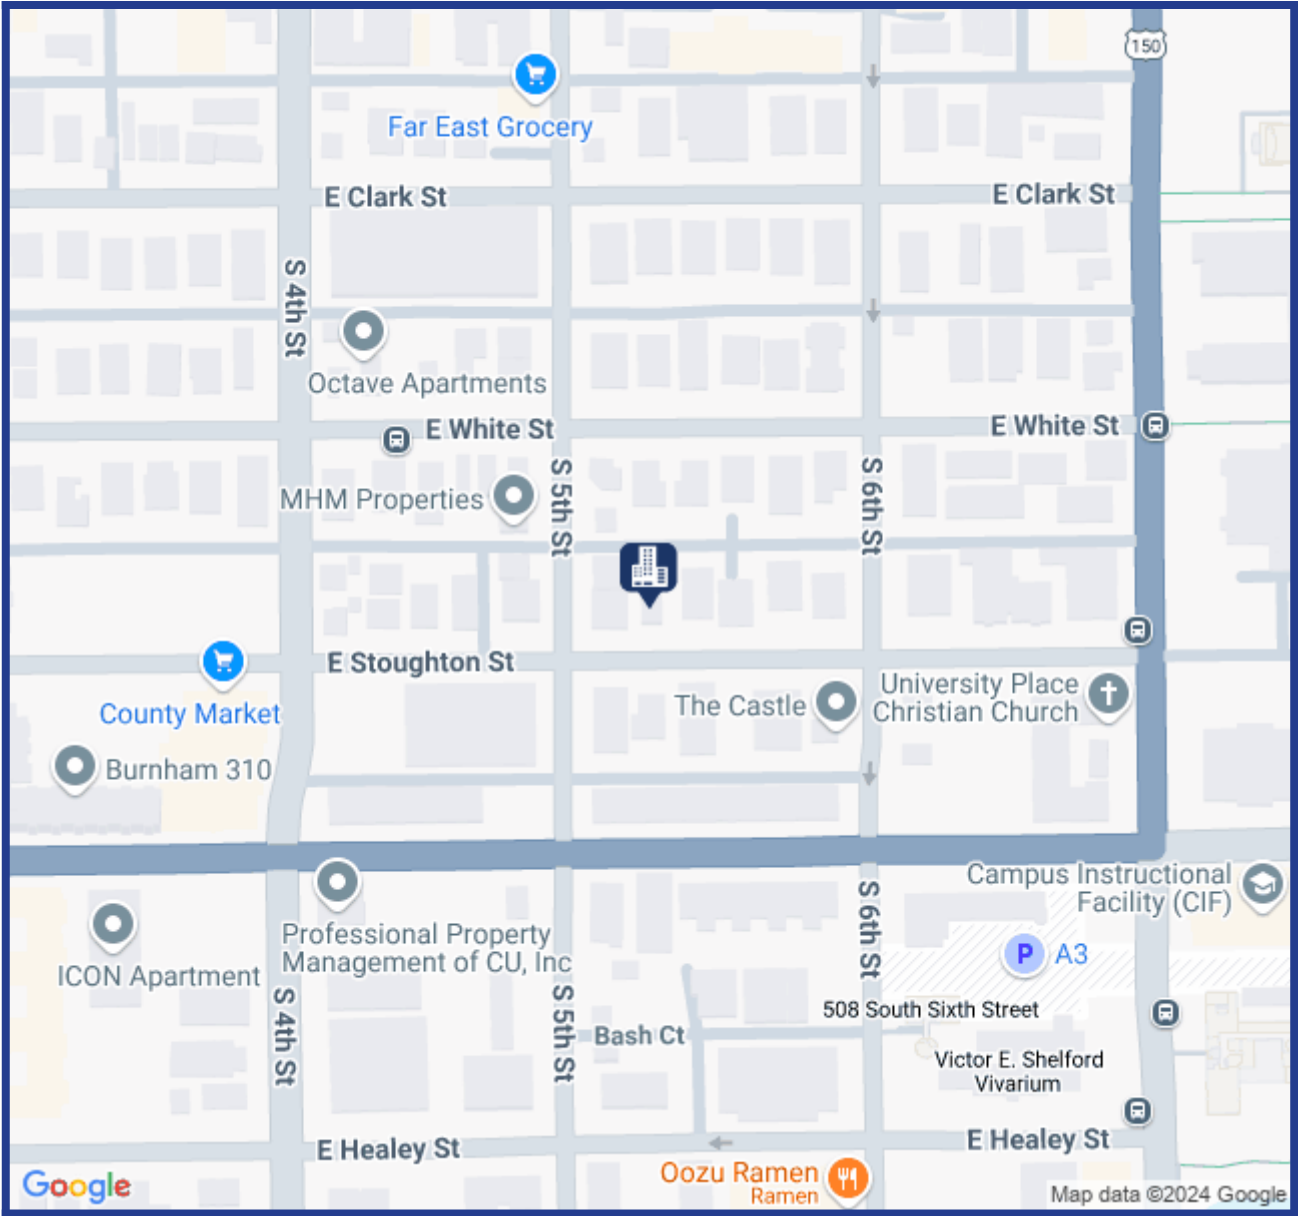 150
Far East Grocery
E Clark St
E Clark St
S 4th St
Octave Apartments
E White St
E White St
MHM Properties
S 5th St
S 6th St
E Stoughton St
County Market
The Castle
University Place
Christian Church
Burnham 310
Campus Instructional
Facility (CIF)
Professional Property
Management of CU, Inc
ICON Apartment
S 6th St
P A3
S 4th St
S 5th St
508 South Sixth Street
Bash Ct
Victor E. Shelford
Vivarium
E Healey St
E Healey St
Oozu Ramen
Ramen
Google
Map data ©2024 Google